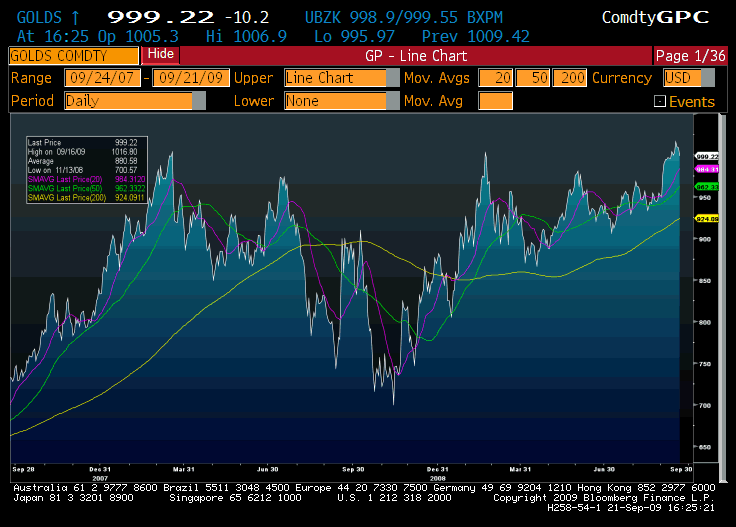 GOLDS ↑ 999.22 -10.2 UBZK 998.9/999.55 BXPM ComdtyGPC
At 16:25 Op 1005.3 Hi 1006.9 Lo 995.97 Prev 1009.42
GOLDS COMDTY Hide GP - Line Chart Page 1/36
Range 09/24/07 - 09/21/09 Upper Line Chart Mov. Avgs 20 50 200 Currency USD
Period Daily Lower None Mov. Avg Events
Last Price 999.22
High on 09/16/09 1016.80
Average 880.58
Low on 11/13/08 700.57
SMAVG Last Price(20) 984.3120
SMAVG Last Price(50) 962.3322
SMAVG Last Price(200) 924.0911
999.22
984.31
962.33
950
924.09
900
850
800
750
700
650
Sep 28 Dec 31 Mar 31 Jun 30 Sep 30 Dec 31 Mar 31 Jun 30 Sep 30
2007 2008
Australia 61 2 9777 8600 Brazil 5511 3048 4500 Europe 44 20 7330 7500 Germany 49 69 9204 1210 Hong Kong 852 2977 6000
Japan 81 3 3201 8900 Singapore 65 6212 1000 U.S. 1 212 318 2000 Copyright 2009 Bloomberg Finance L.P.
H258-54-1 21-Sep-09 16:25:21